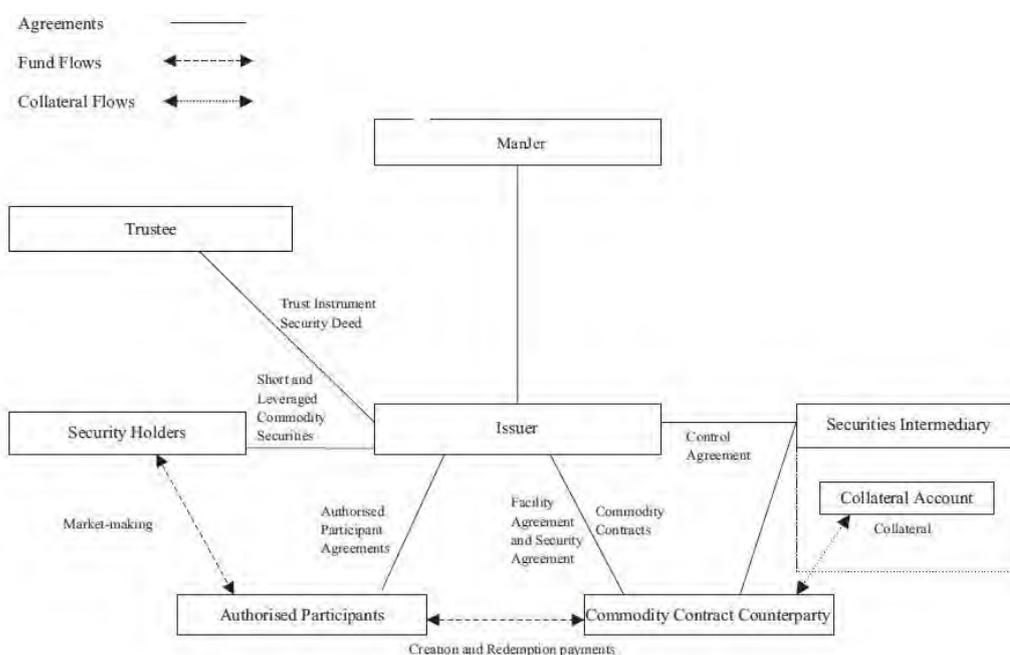 Agreements
Fund Flows
Collateral Flows
ManJer
Trustee
Trust Instrument
Security Deed
Short and
Leveraged
Commodity
Securities
Security Holders
Issuer
Securities Intermediary
Control
Agreement
Collateral Account
Collateral
Market-making
Authorised
Participant
Agreements
Facility
Agreement
and Security
Agreement
Commodity
Contracts
Authorised Participants
Commodity Contract Counterparty
Creation and Redemption payments